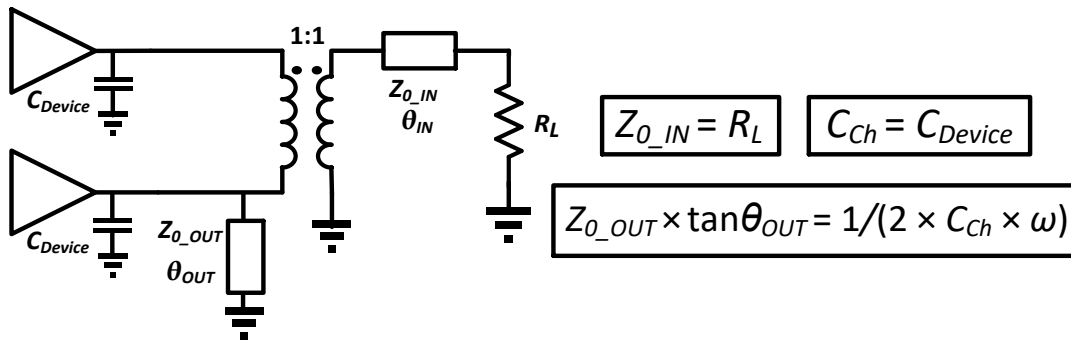 1:1
C_Device
Z_0_IN
θ_IN
R_L
Z_0_IN = R_L
C_Ch = C_Device
C_Device
Z_0_OUT
θ_OUT
Z_0_OUT × tanθ_OUT = 1/(2 × C_Ch × ω)